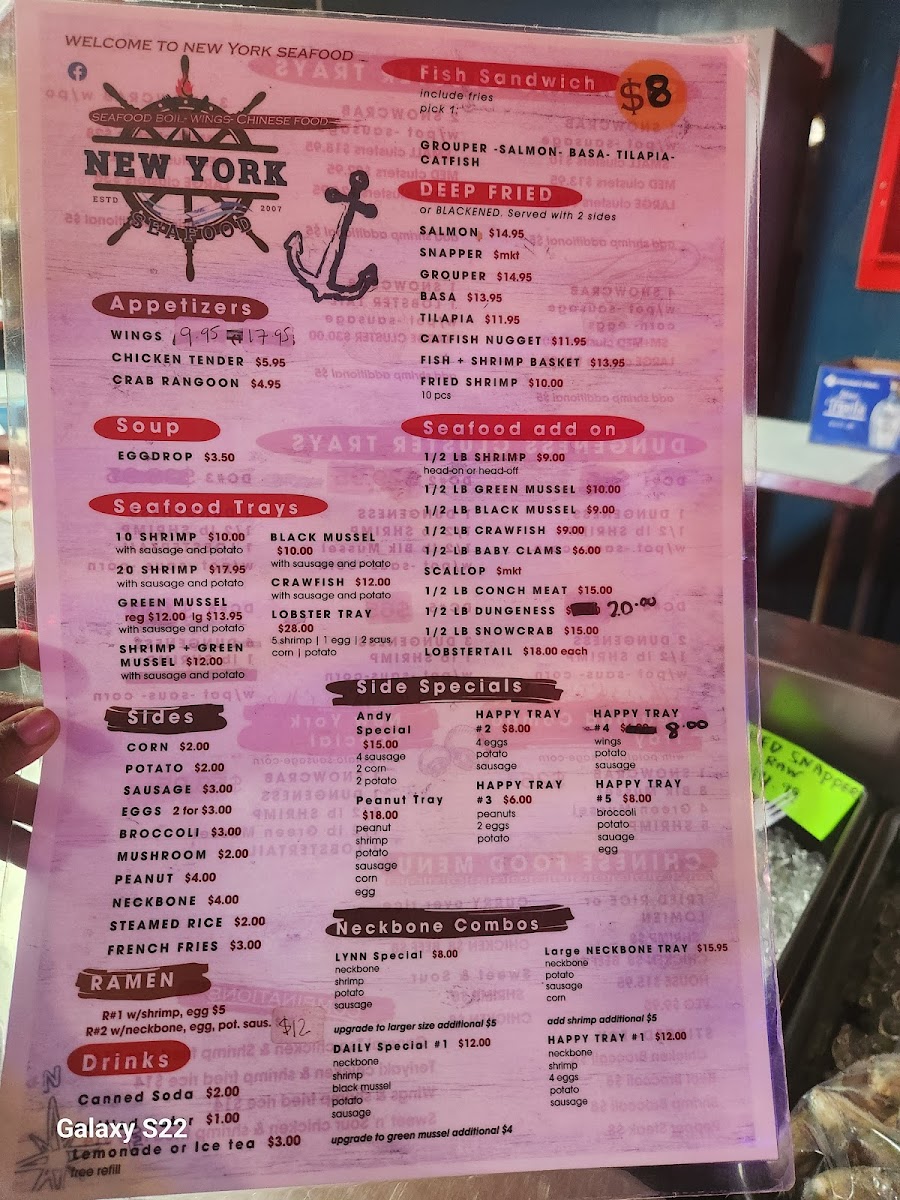 WELCOME TO NEW YORK SEAFOOD
SEAFOOD BOIL- WINGS- CHINESE FOOD
NEW YORK
ESTD 2007
SEAFOOD
Fish Sandwich $8
include fries
pick 1:
GROUPER -SALMON- BASA- TILAPIA-
CATFISH
DEEP FRIED
or BLACKENED. Served with 2 sides
SALMON $14.95
SNAPPER $mkt
GROUPER $14.95
BASA $13.95
TILAPIA $11.95
CATFISH NUGGET $11.95
FISH + SHRIMP BASKET $13.95
FRIED SHRIMP $10.00
10 pcs
Appetizers
WINGS 9.95 17.95
CHICKEN TENDER $5.95
CRAB RANGOON $4.95
Soup
EGGDROP $3.50
Seafood add on
1/2 LB SHRIMP $9.00
head-on or head-off
1/2 LB GREEN MUSSEL $10.00
1/2 LB BLACK MUSSEL $9.00
1/2 LB CRAWFISH $9.00
1/2 LB BABY CLAMS $6.00
SCALLOP $mkt
1/2 LB CONCH MEAT $15.00
1/2 LB DUNGENESS $ 20.00
1/2 LB SNOWCRAB $15.00
LOBSTERTAIL $18.00 each
Seafood Trays
10 SHRIMP $10.00
with sausage and potato
20 SHRIMP $17.95
with sausage and potato
GREEN MUSSEL
reg $12.00 lg $13.95
with sausage and potato
SHRIMP + GREEN
MUSSEL $12.00
with sausage and potato
BLACK MUSSEL
$10.00
with sausage and potato
CRAWFISH $12.00
with sausage and potato
LOBSTER TRAY
$28.00
5 shrimp | 1 egg | 2 saus
corn | potato
Sides
CORN $2.00
POTATO $2.00
SAUSAGE $3.00
EGGS 2 for $3.00
BROCCOLI $3.00
MUSHROOM $2.00
PEANUT $4.00
NECKBONE $4.00
STEAMED RICE $2.00
FRENCH FRIES $3.00
Side Specials
Andy
Special
$15.00
4 sausage
2 corn
2 potato
Peanut Tray
$18.00
peanut
shrimp
potato
sausage
corn
egg
HAPPY TRAY
#2 $8.00
4 eggs
potato
sausage
HAPPY TRAY
#3 $6.00
peanuts
2 eggs
potato
HAPPY TRAY
#4 8.00
wings
potato
sausage
HAPPY TRAY
#5 $8.00
broccoli
potato
sauage
egg
RAMEN
R#1 w/shrimp, egg $5
R#2 w/neckbone, egg, pot. saus. $12
Drinks
Canned Soda $2.00
$1.00
Lemonade or Ice tea $3.00
free refill
Neckbone Combos
LYNN Special $8.00
neckbone
shrimp
potato
sausage
upgrade to larger size additional $5
DAILY Special #1 $12.00
neckbone
shrimp
black mussel
potato
sausage
upgrade to green mussel additional $4
Large NECKBONE TRAY $15.95
neckbone
potato
sausage
corn
add shrimp additional $5
HAPPY TRAY #1 $12.00
neckbone
shrimp
4 eggs
potato
sausage
SNAPPER
RAW
Galaxy S22